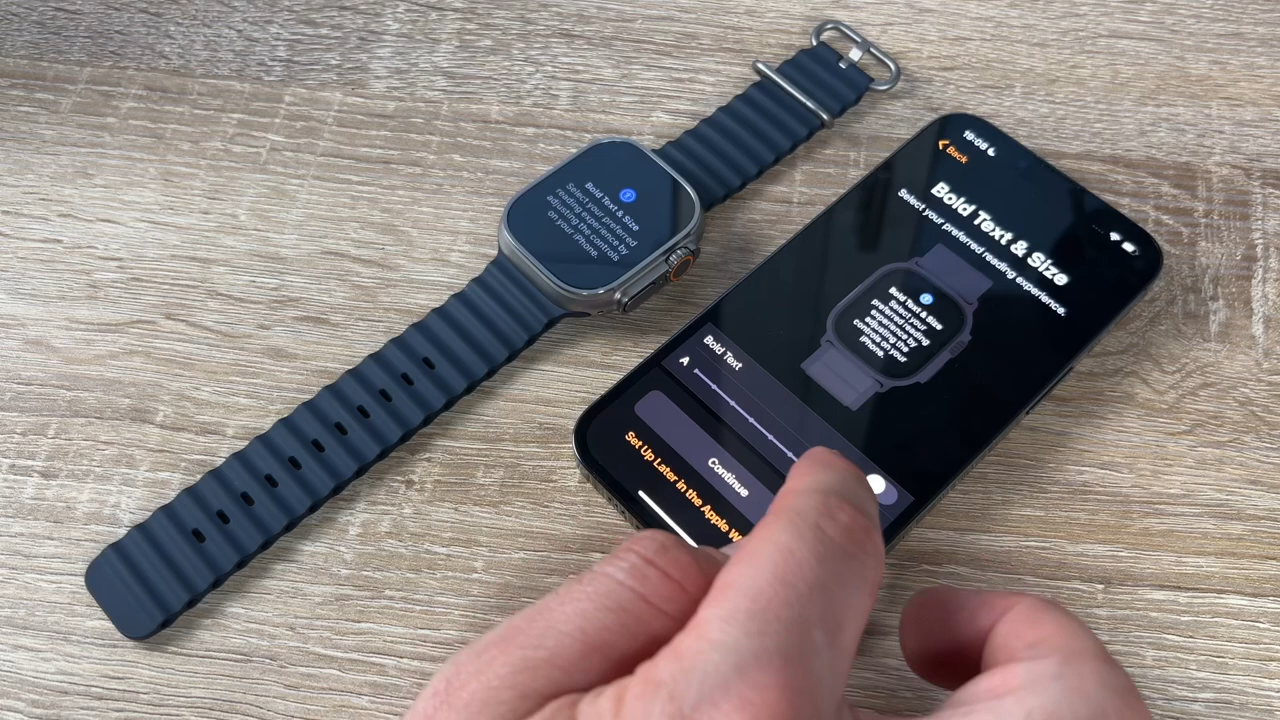 Bold Text & Size
Select your preferred
reading experience by
adjusting the controls
on your iPhone.
19:08
Back
Bold Text & Size
Select your preferred reading experience.
Bold Text & Size
Select your
preferred reading
experience by
adjusting the
controls on your
iPhone.
Bold Text
A
Continue
Set Up Later in the Apple W